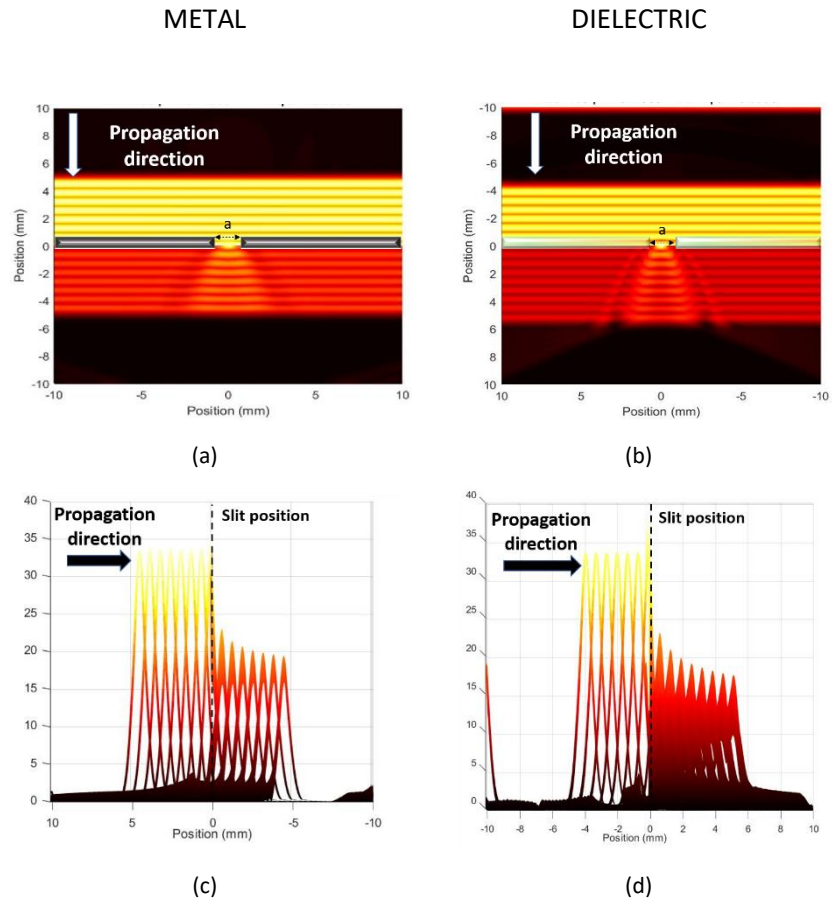 METAL
DIELECTRIC
Propagation
direction
a
10
8
6
4
2
0
-2
-4
-6
-8
-10
Position (mm)
-10
-5
0
5
10
Position (mm)
(a)
Propagation
direction
a
-10
-8
-6
-4
-2
0
2
4
6
8
10
Position (mm)
10
5
0
-5
-10
Position (mm)
(b)
Propagation
direction
Slit position
40
35
30
25
20
15
10
5
0
5
0
-5
-10
Position (mm)
(c)
Propagation
direction
Slit position
40
35
30
25
20
15
10
5
0
-10
-8
-6
-4
-2
0
2
4
6
8
10
Position (mm)
(d)